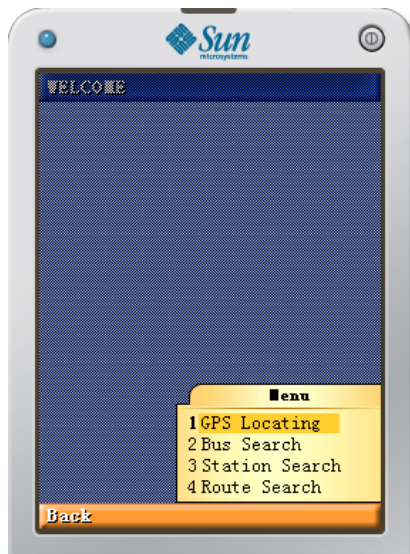 Sun
microsystems
WELCOME
Menu
1 GPS Locating
2 Bus Search
3 Station Search
4 Route Search
Back